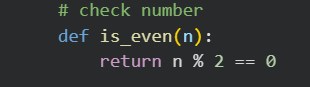 # check number
def is_even(n):
    return n % 2 == 0